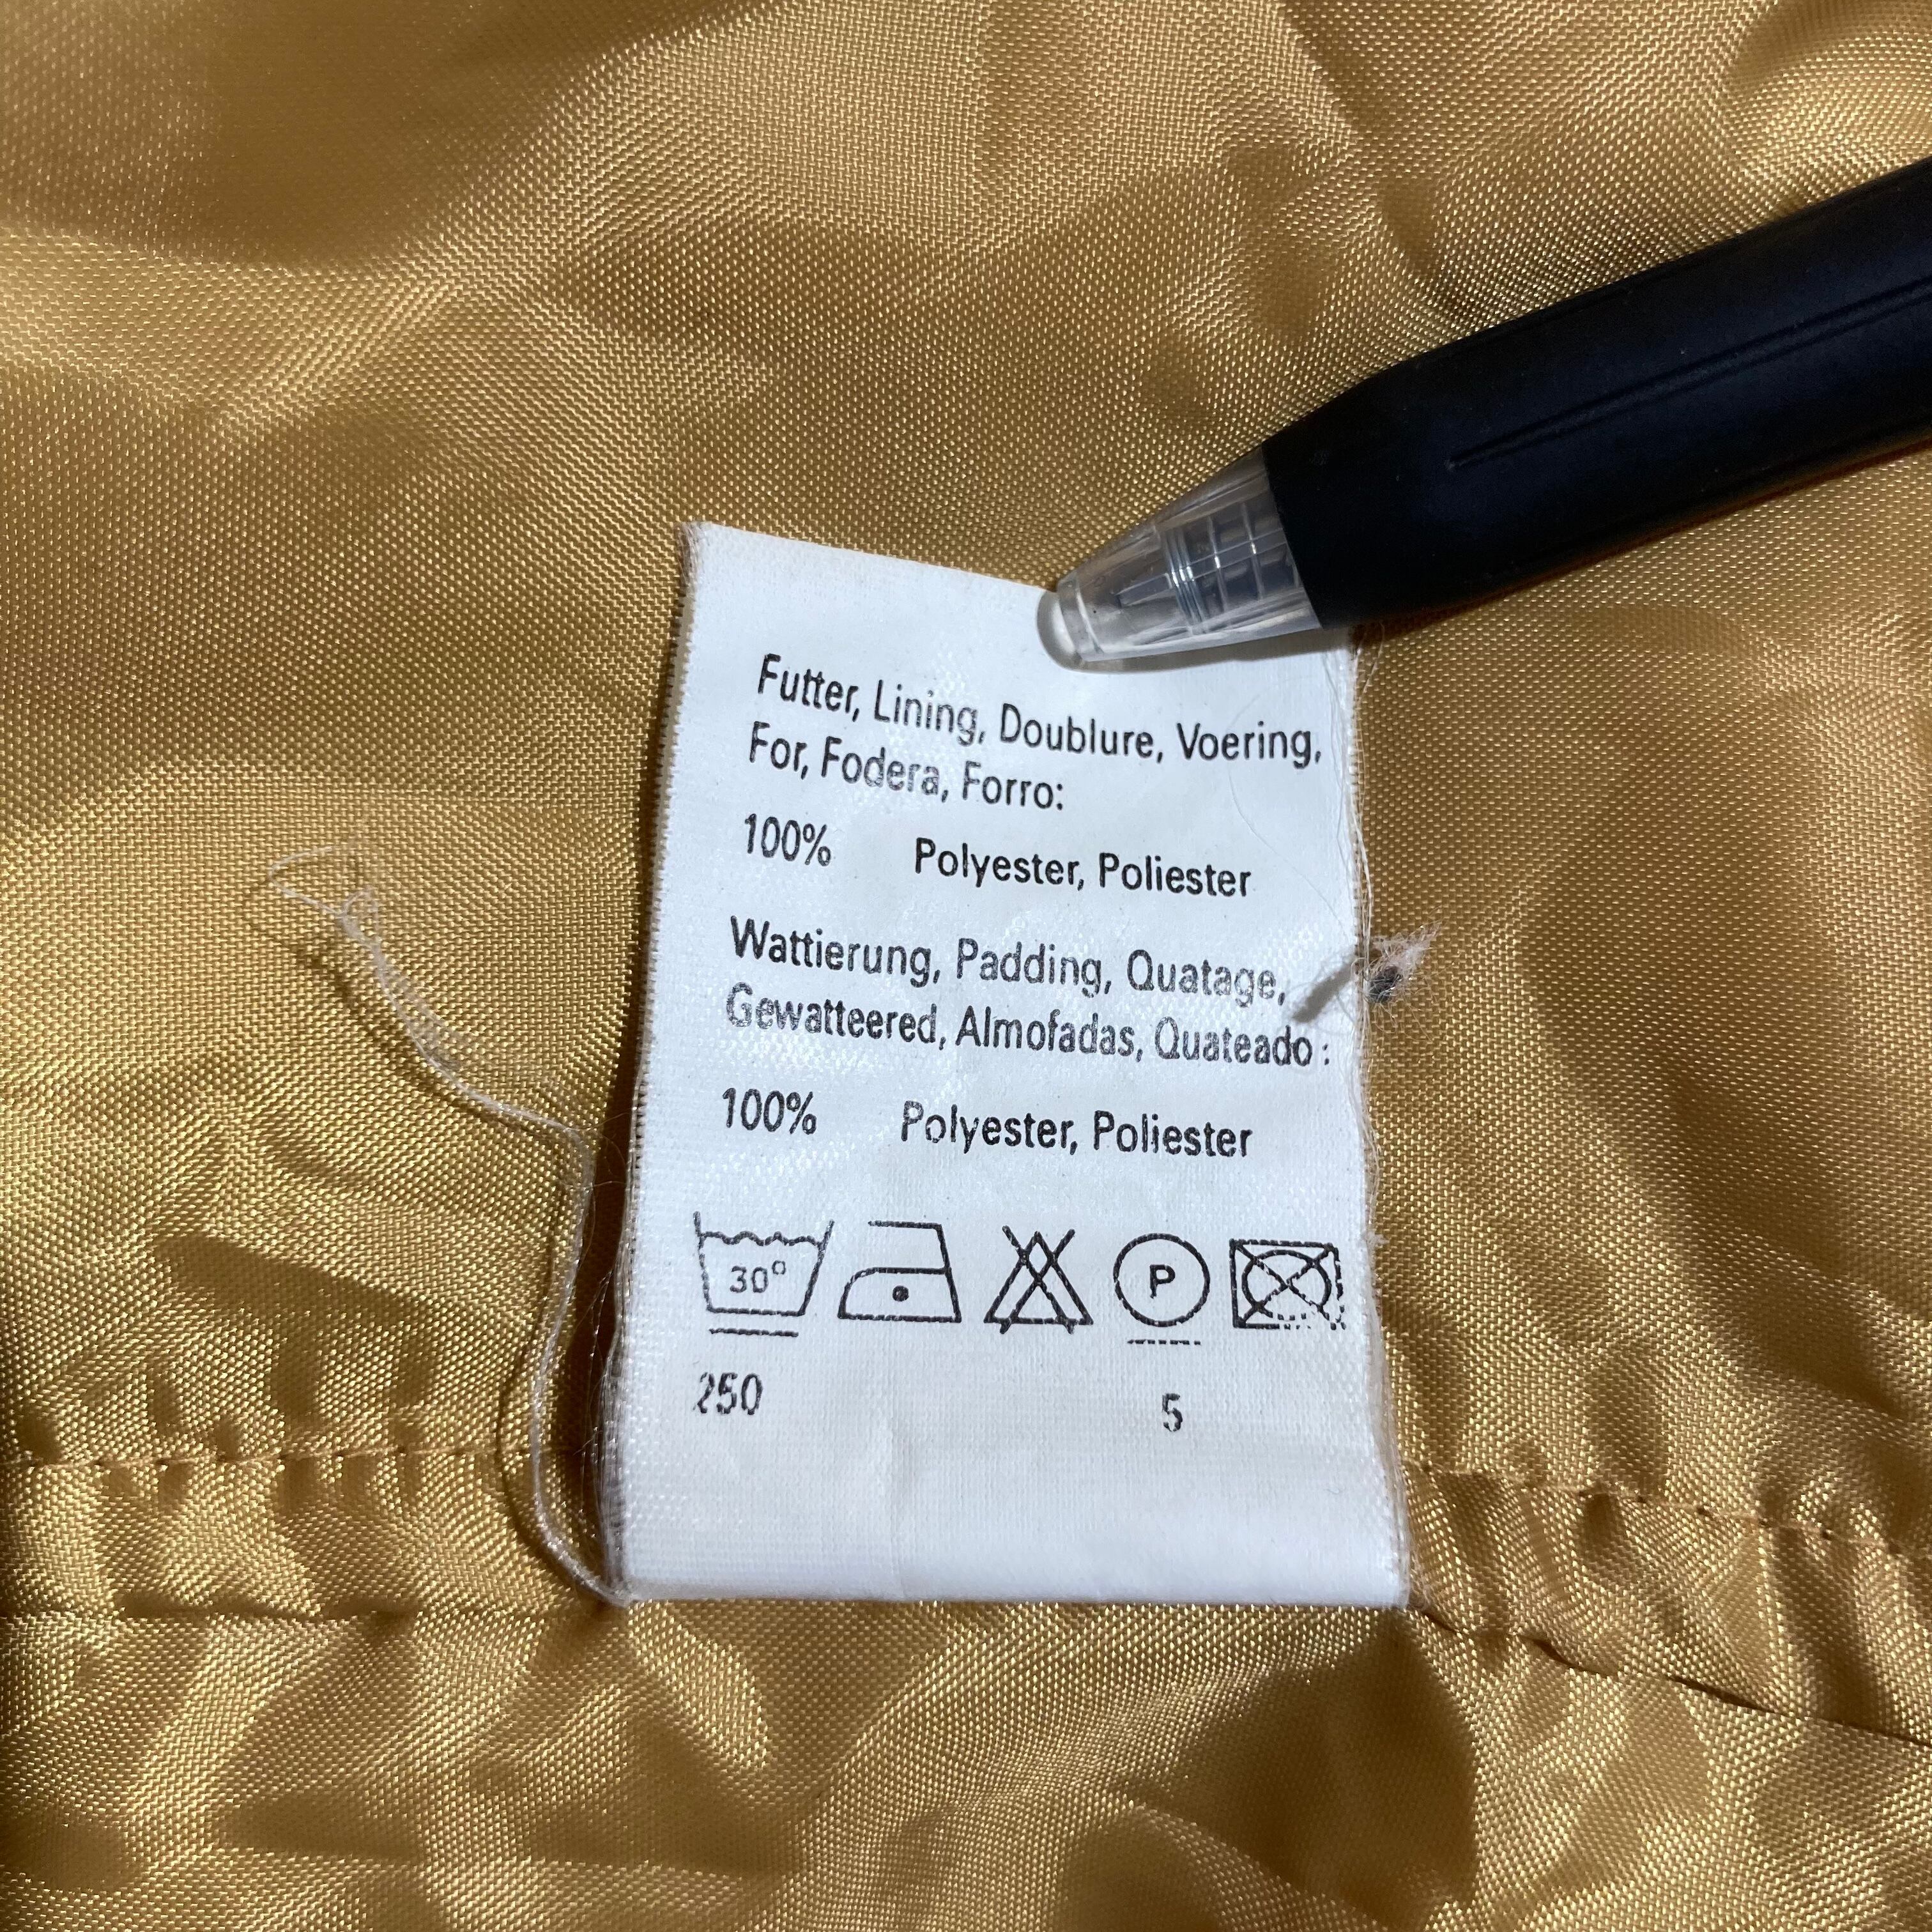 Futter, Lining, Doublure, Voering,
For, Fodera, Forro:
100% Polyester, Poliester
Wattierung, Padding, Quatage,
Gewatteered, Almofadas, Quateado :
100% Polyester, Poliester
30° P
250 5